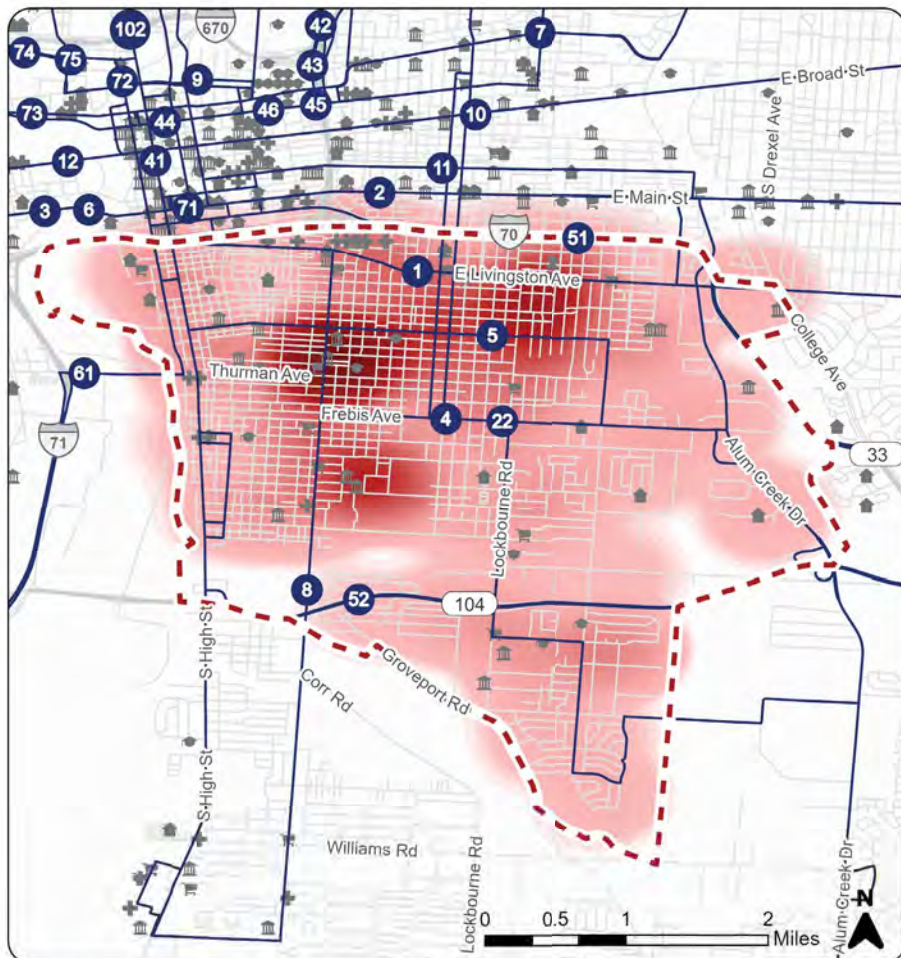 102
670
42
7
74
75
72
9
43
E Broad St
73
44
46
45
10
S Drexel Ave
12
41
11
3
6
71
2
E Main St
70
51
1
E Livingston Ave
5
College Ave
61
Thurman Ave
71
Frebis Ave
4
22
33
Lockbourne Rd
Alum Creek Dr
8
52
104
S High St
Groveport Rd
Corr Rd
S High St
Williams Rd
Lockbourne Rd
Alum Creek Dr
N
0
0.5
1
2
Miles